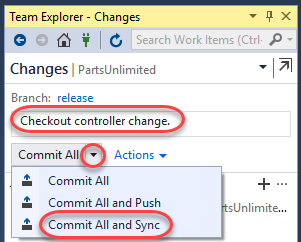 Team Explorer - Changes
Search Work Items (Ctrl+
Changes | PartsUnlimited
Branch: release
Checkout controller change.
Commit All Actions
Commit All
Commit All and Push
Commit All and Sync
PartsUnlimite...